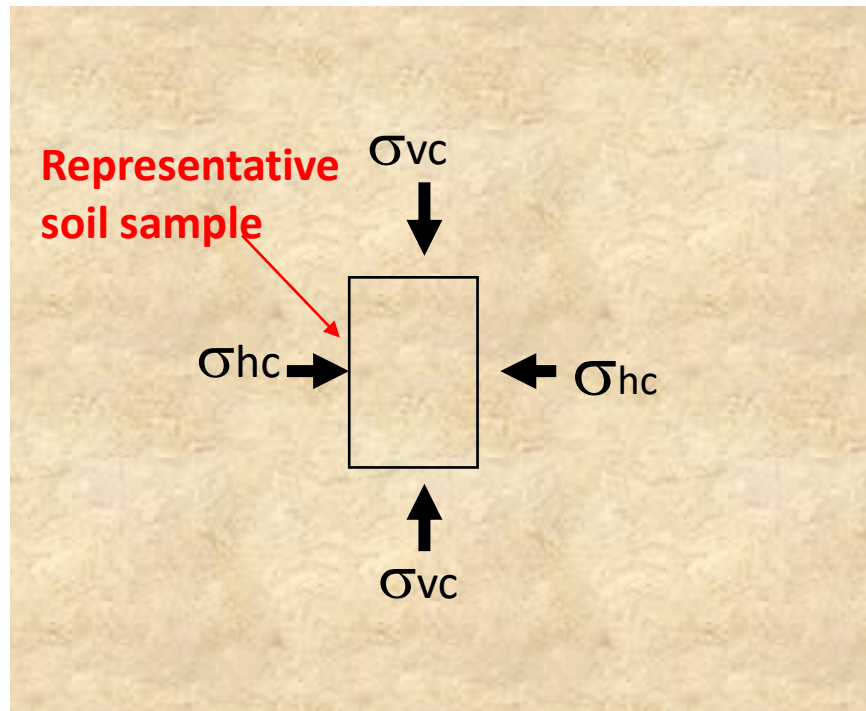 σvc
Representative
soil sample
σhc
σhc
σvc